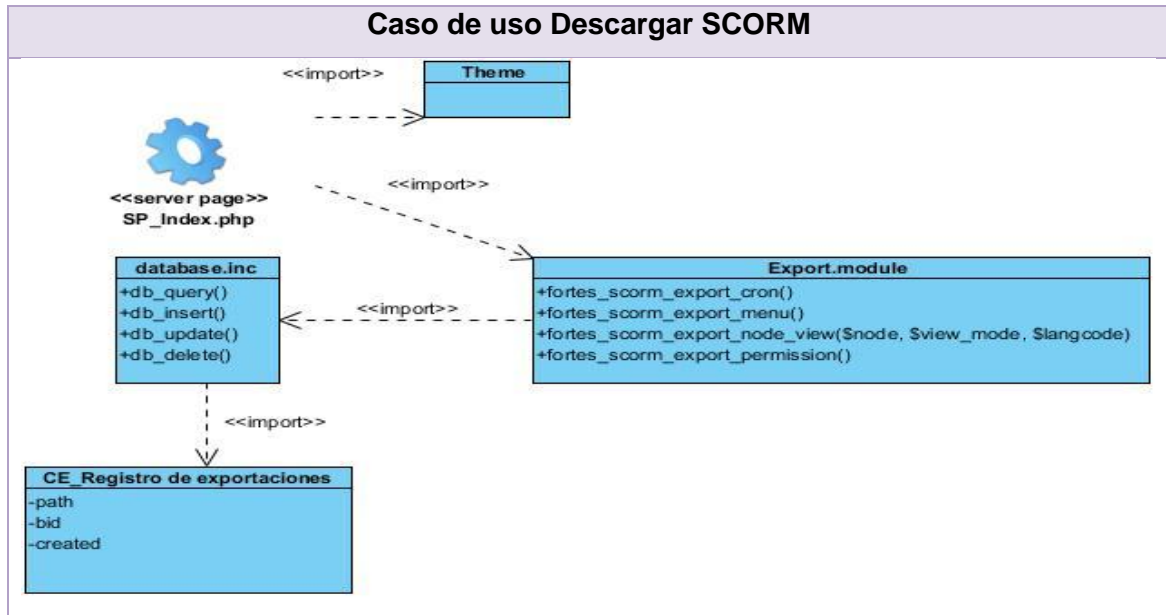 Caso de uso Descargar SCORM
<<import>>
Theme
<<import>>
<<server page>>
SP_Index.php
database.inc
+db_query()
+db_insert()
+db_update()
+db_delete()
<<import>>
Export.module
+fortes_scorm_export_cron()
+fortes_scorm_export_menu()
+fortes_scorm_export_node_view($node, $view_mode, $langcode)
+fortes_scorm_export_permission()
<<import>>
CE_Registro de exportaciones
-path
-bid
-created